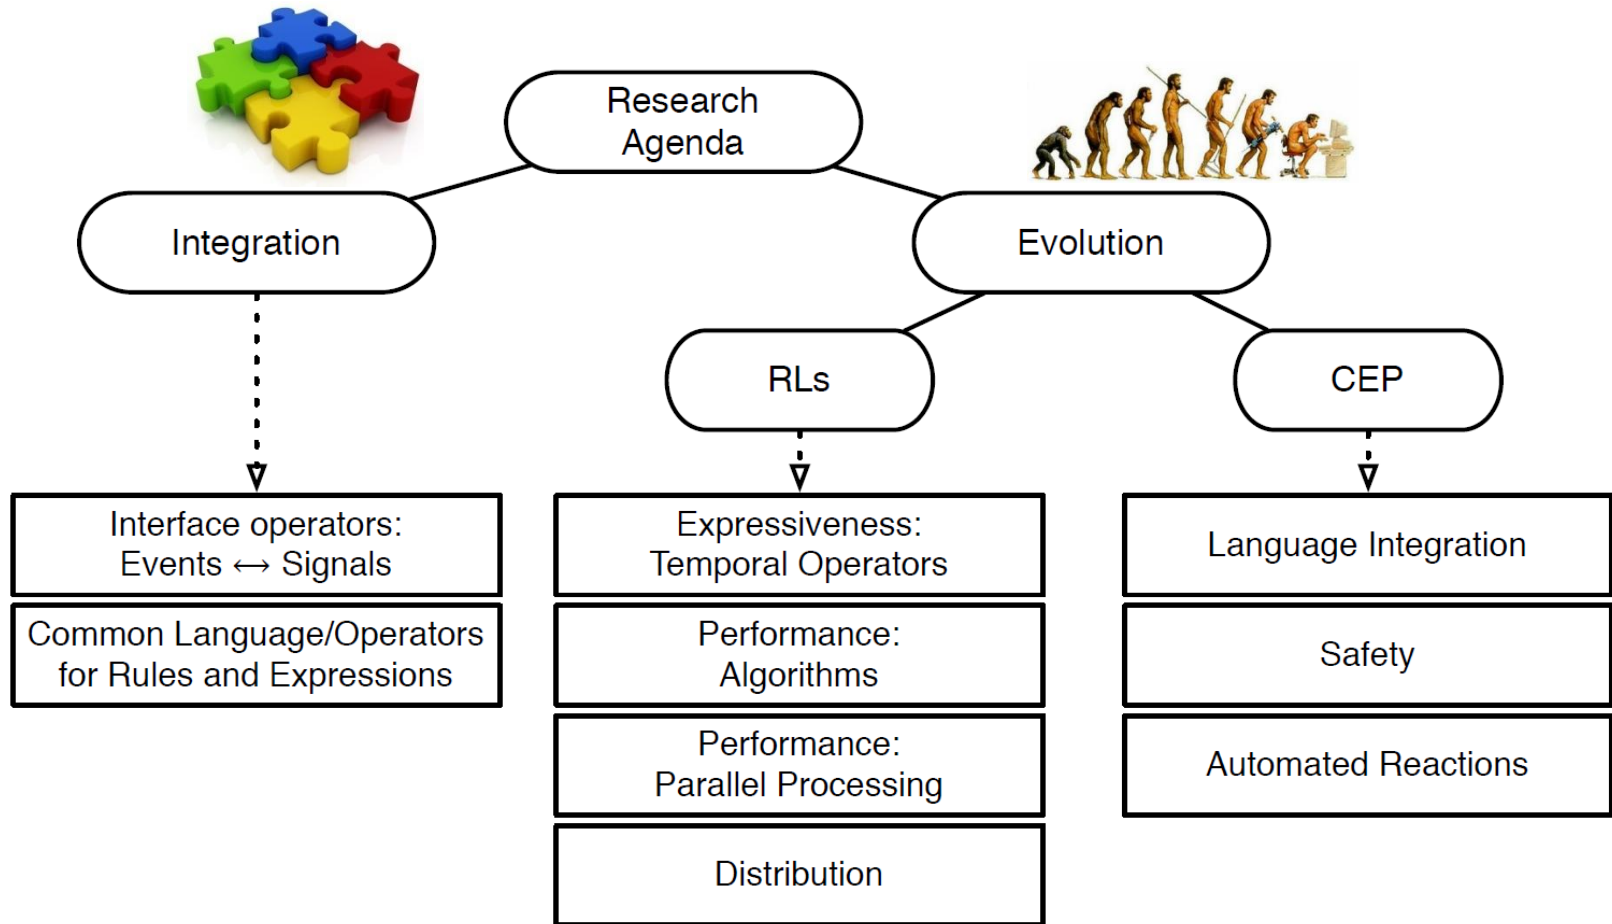 Research
Agenda
Integration
Evolution
RLs
CEP
Interface operators:
Events ↔ Signals
Common Language/Operators
for Rules and Expressions
Expressiveness:
Temporal Operators
Performance:
Algorithms
Performance:
Parallel Processing
Distribution
Language Integration
Safety
Automated Reactions